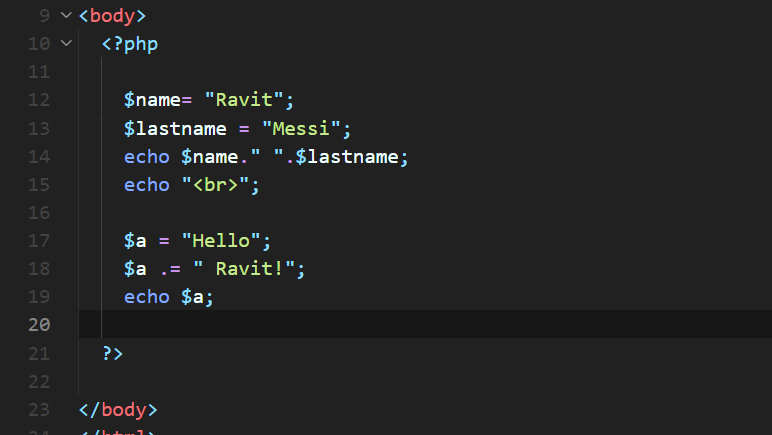 9 <body>
10 <?php
11
12 $name= "Ravit";
13 $lastname = "Messi";
14 echo $name." ".$lastname;
15 echo "<br>";
16
17 $a = "Hello";
18 $a .= " Ravit!";
19 echo $a;
20
21 ?>
22
23 </body>